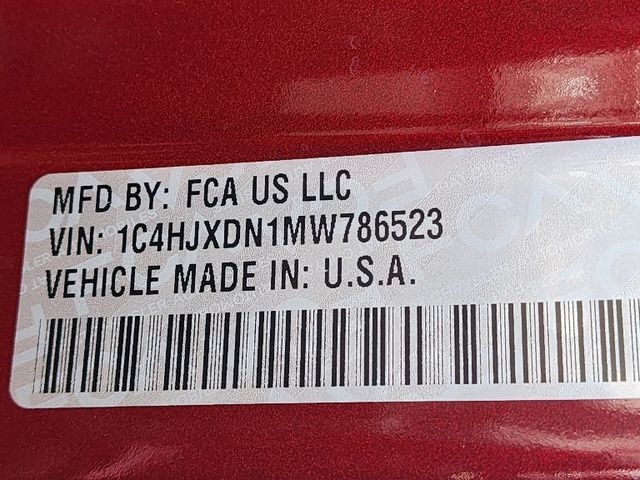 MFD BY: FCA US LLC
VIN: 1C4HJXDN1MW786523
VEHICLE MADE IN: U.S.A.